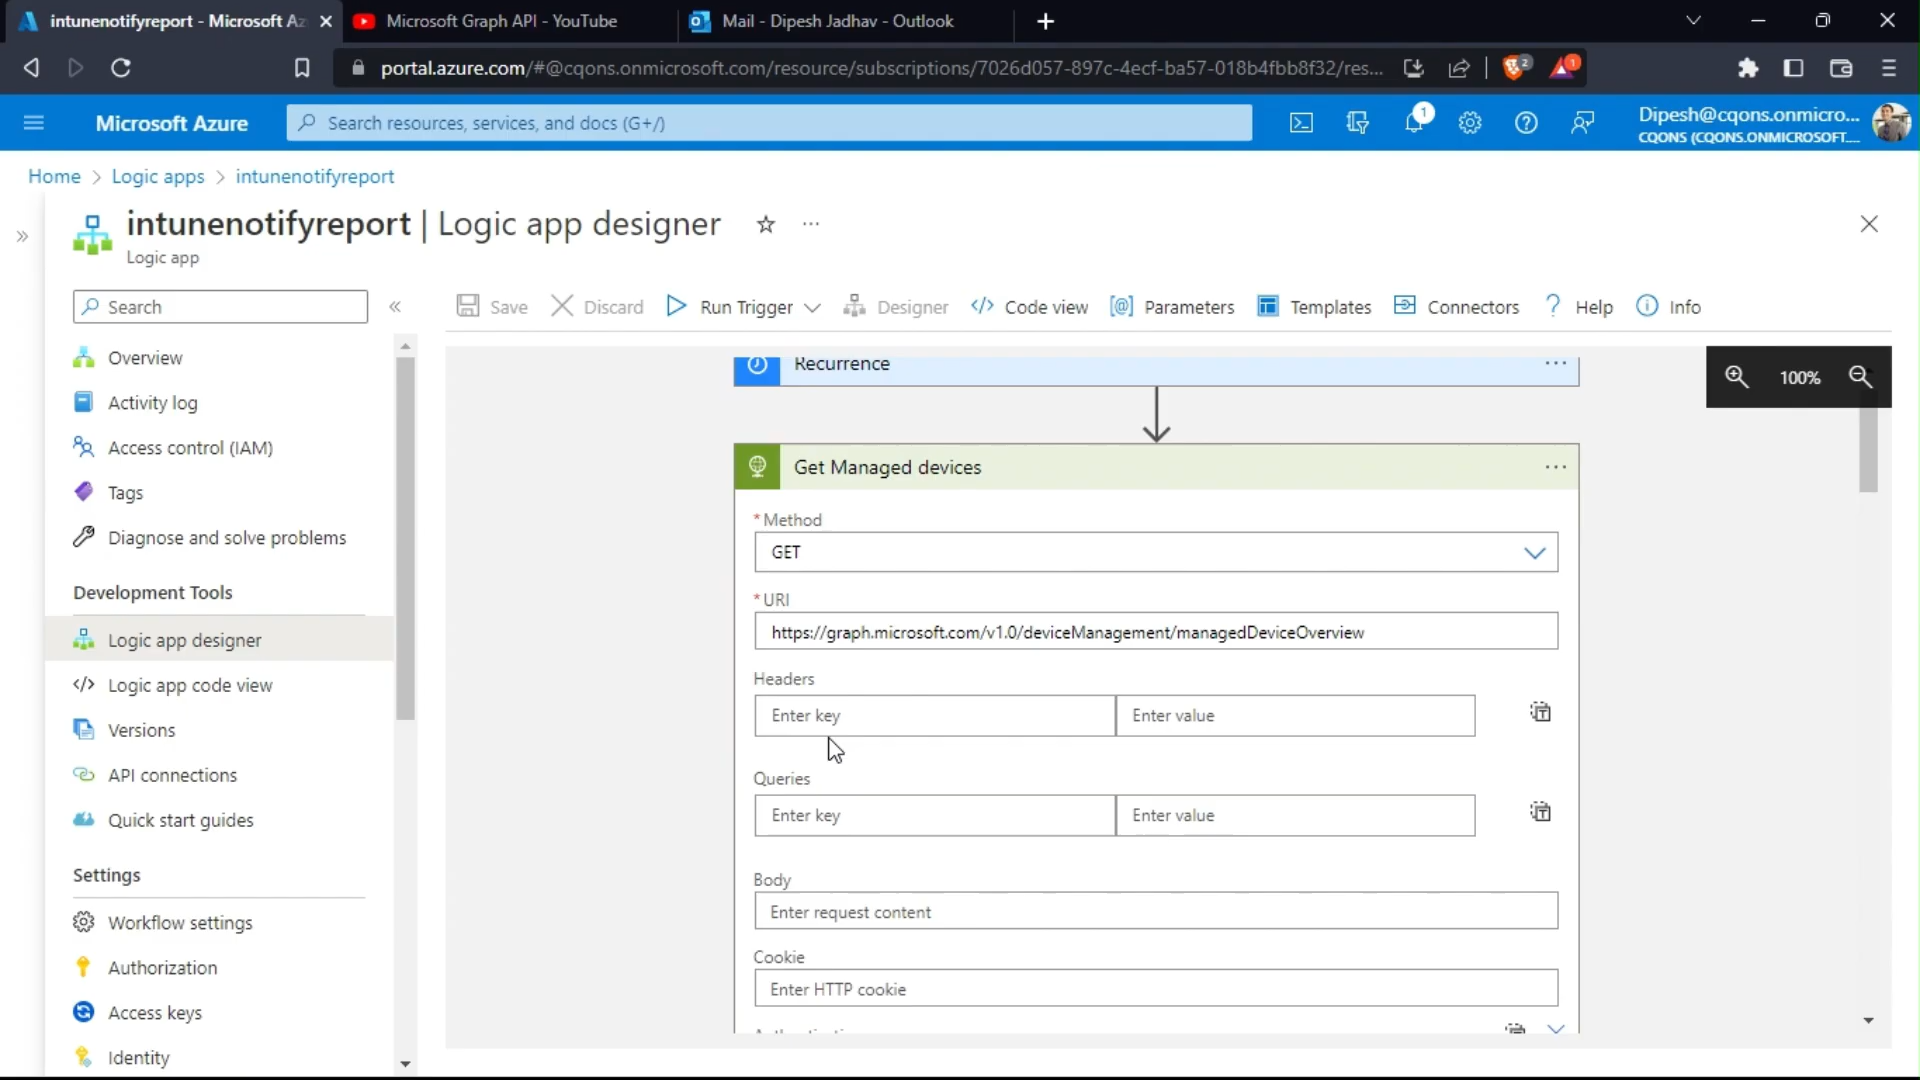 intunenotifyreport - Microsoft Az
Microsoft Graph API - YouTube
Mail - Dipesh Jadhav - Outlook
portal.azure.com/#@cqons.onmicrosoft.com/resource/subscriptions/7026d057-897c-4ecf-ba57-018b4fbb8f32/res...
2
1
Microsoft Azure
Search resources, services, and docs (G+/)
1
Dipesh@cqons.onmicro...
CQONS (CQONS.ONMICROSOFT....
Home > Logic apps > intunenotifyreport
intunenotifyreport | Logic app designer
Logic app
Search
Save
Discard
Run Trigger
Designer
Code view
Parameters
Templates
Connectors
Help
Info
Overview
Activity log
Access control (IAM)
Tags
Diagnose and solve problems
Development Tools
Logic app designer
Logic app code view
Versions
API connections
Quick start guides
Settings
Workflow settings
Authorization
Access keys
Identity
Recurrence
100%
Get Managed devices
* Method
GET
* URI
https://graph.microsoft.com/v1.0/deviceManagement/managedDeviceOverview
Headers
Enter key
Enter value
Queries
Enter key
Enter value
Body
Enter request content
Cookie
Enter HTTP cookie